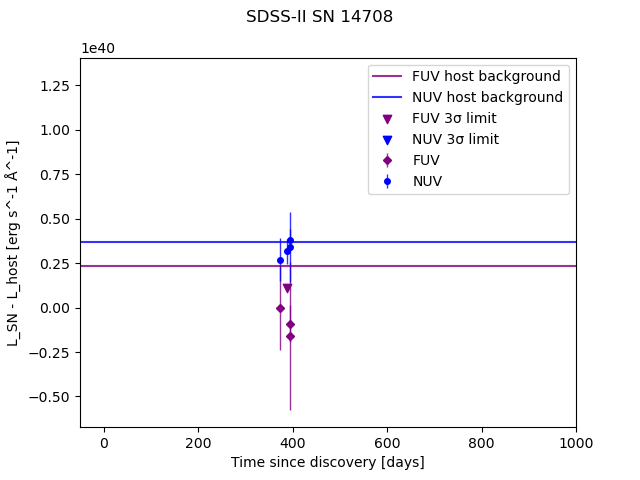 SDSS-II SN 14708
1e40
1.25
1.00
0.75
0.50
0.25
0.00
−0.25
−0.50
L_SN - L_host [erg s^-1 Å^-1]
FUV host background
NUV host background
FUV 3σ limit
NUV 3σ limit
FUV
NUV
0 200 400 600 800 1000
Time since discovery [days]